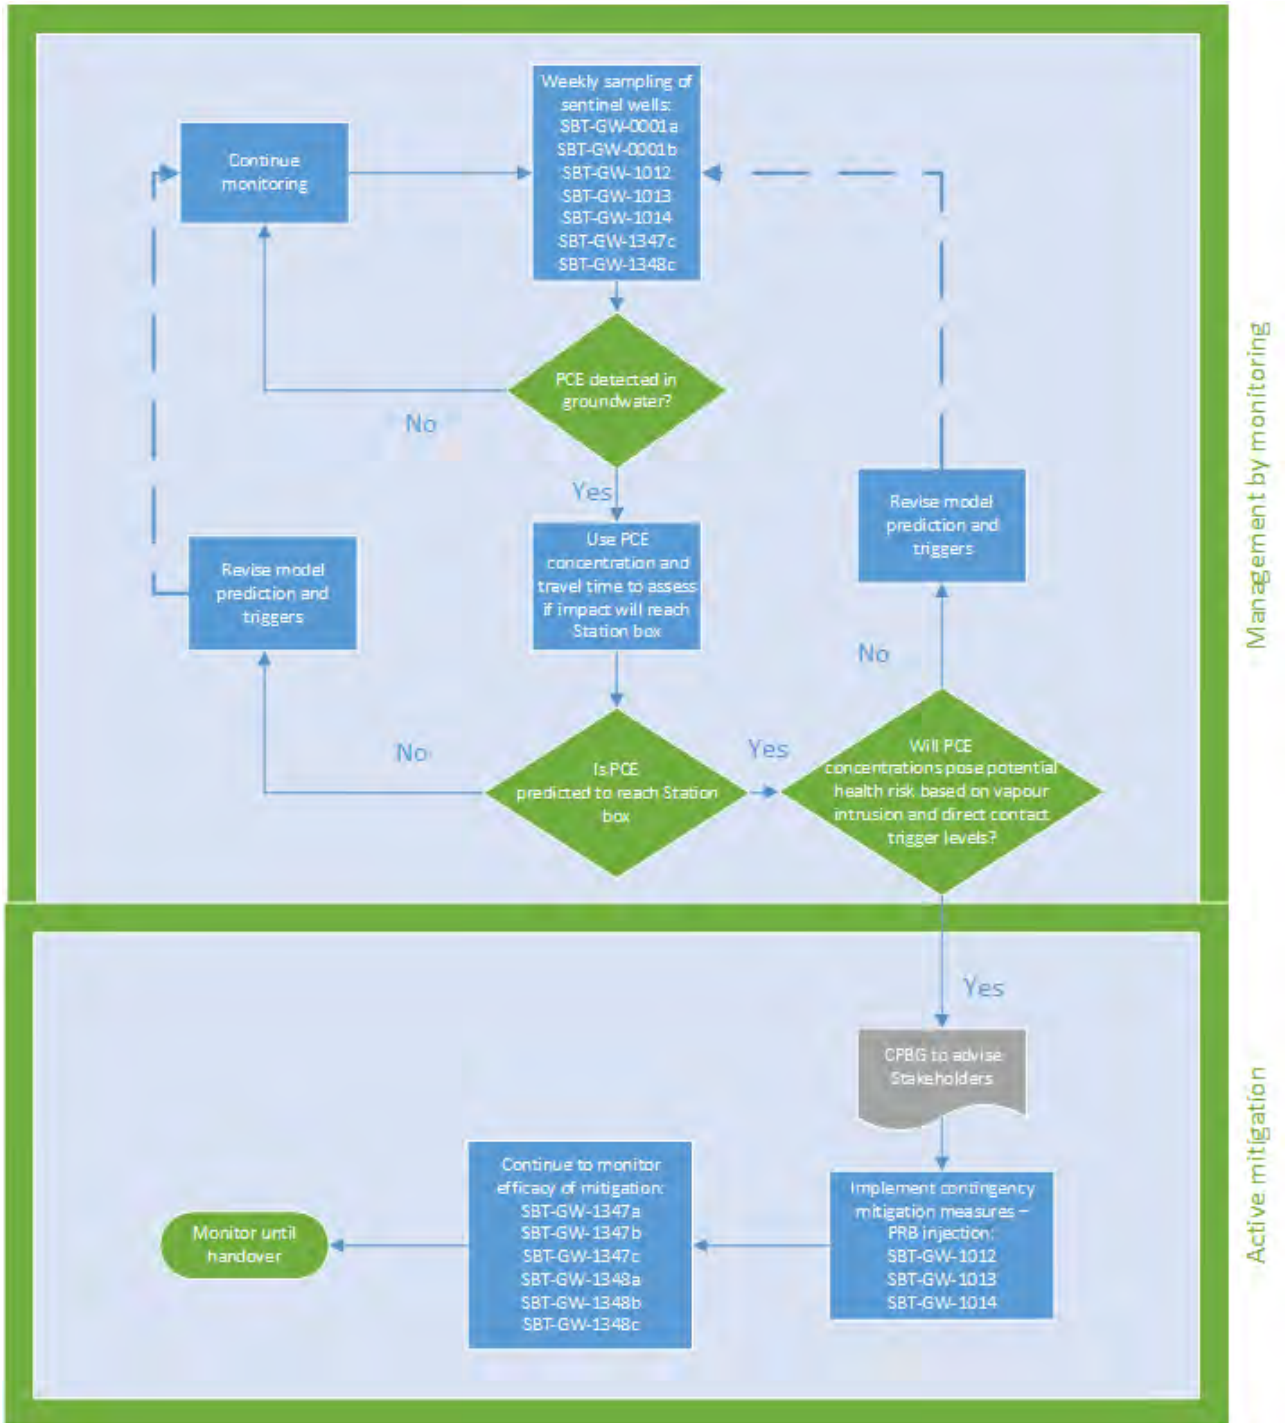 Weekly sampling of
sentinel wells:
SBT-GW-0001a
SBT-GW-0001b
SBT-GW-1012
SBT-GW-1013
SBT-GW-1014
SBT-GW-1347c
SBT-GW-1348c
Continue
monitoring
PCE detected in
groundwater?
No
Yes
Use PCE
concentration and
travel time to assess
if impact will reach
Station box
Revise model
prediction and
triggers
Revise model
prediction and
triggers
No
No
Yes
Is PCE
predicted to reach Station
box
Will PCE
concentrations pose potential
health risk based on vapour
intrusion and direct contact
trigger levels?
Management by monitoring
Yes
CPBG to advise
Stakeholders
Implement contingency
mitigation measures –
PRB injection:
SBT-GW-1012
SBT-GW-1013
SBT-GW-1014
Continue to monitor
efficacy of mitigation:
SBT-GW-1347a
SBT-GW-1347b
SBT-GW-1347c
SBT-GW-1348a
SBT-GW-1348b
SBT-GW-1348c
Monitor until
handover
Active mitigation